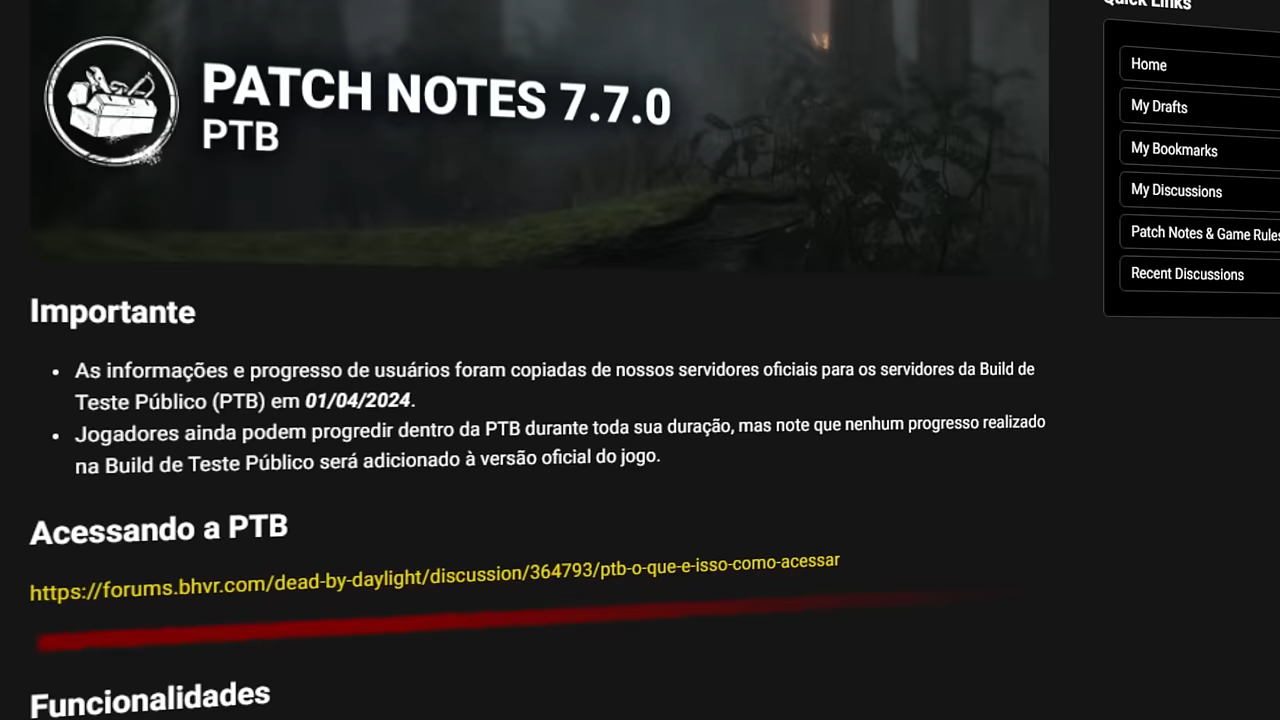 Quick Links
PATCH NOTES 7.7.0
PTB
Home
My Drafts
My Bookmarks
My Discussions
Patch Notes & Game Rules
Recent Discussions
Importante
As informações e progresso de usuários foram copiadas de nossos servidores oficiais para os servidores da Build de
Teste Público (PTB) em 01/04/2024.
Jogadores ainda podem progredir dentro da PTB durante toda sua duração, mas note que nenhum progresso realizado
na Build de Teste Público será adicionado à versão oficial do jogo.
Acessando a PTB
https://forums.bhvr.com/dead-by-daylight/discussion/364793/ptb-o-que-e-isso-como-acessar
Funcionalidades